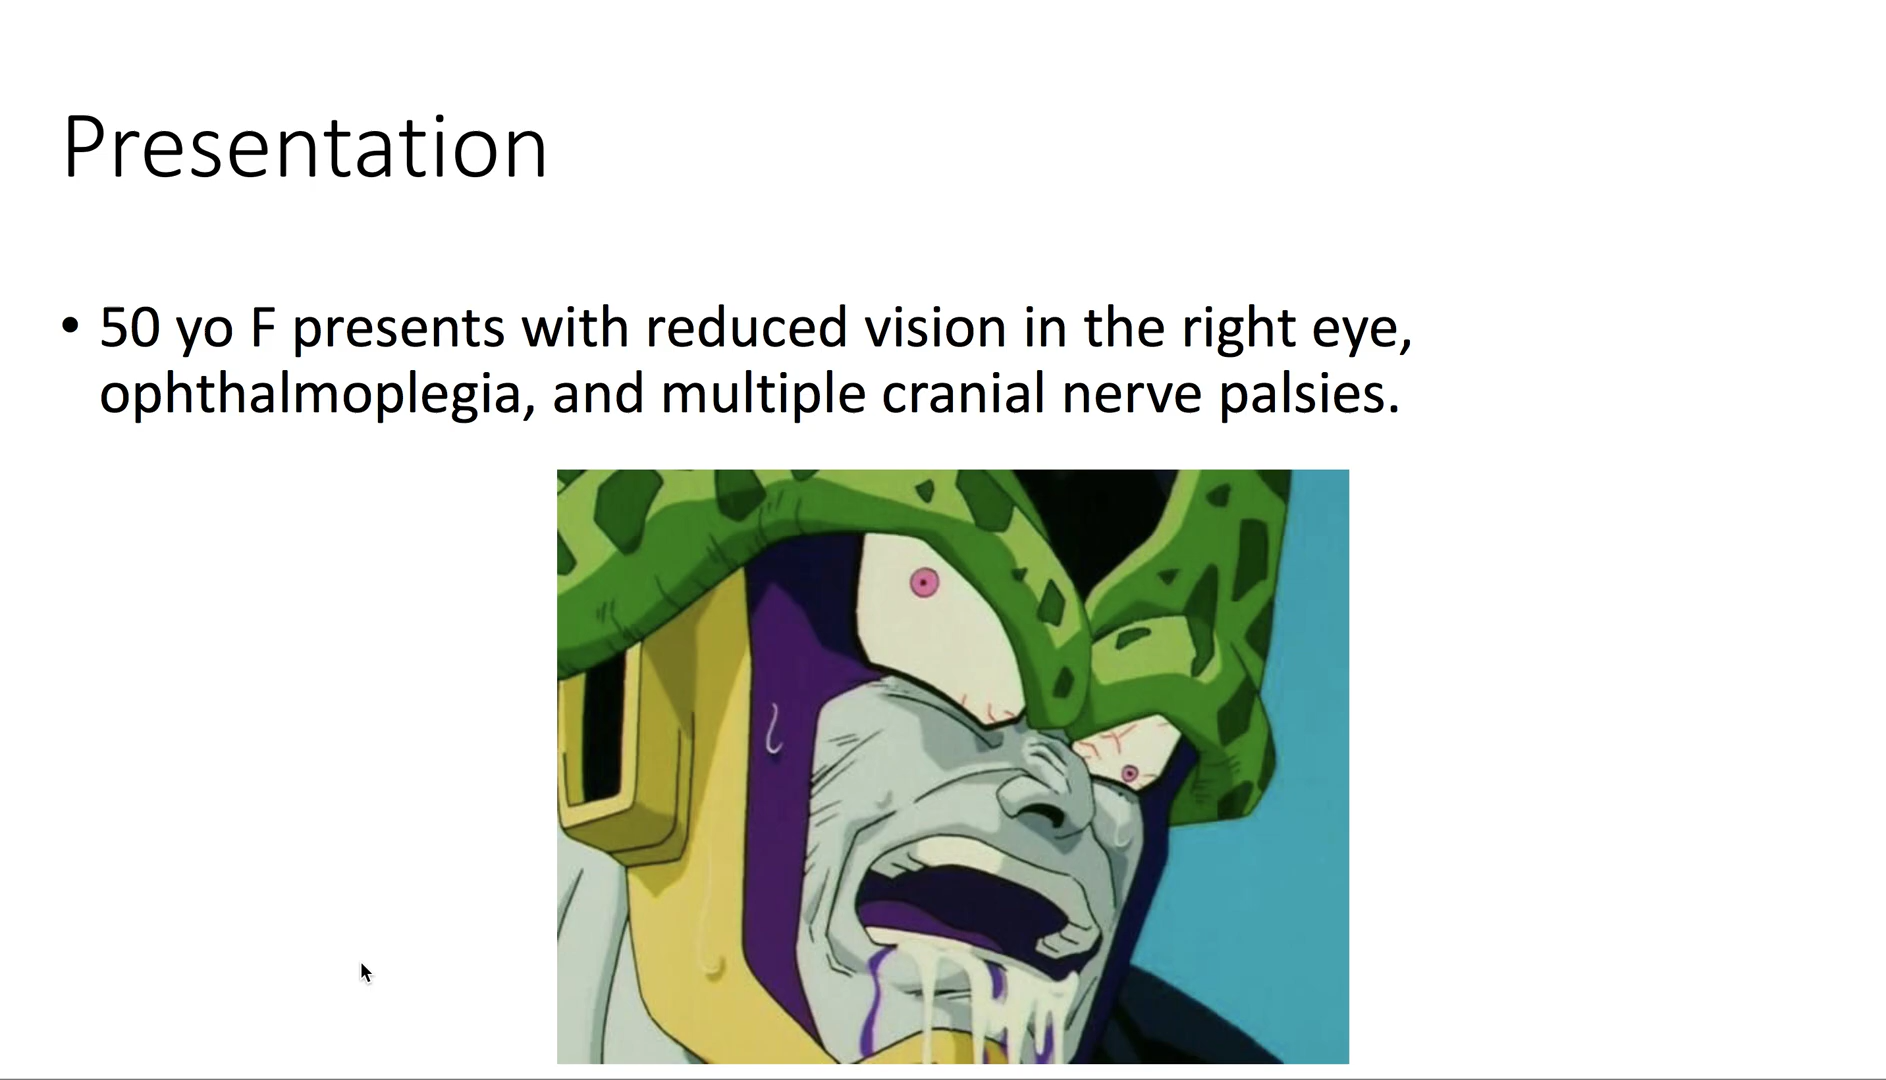 Presentation
• 50 yo F presents with reduced vision in the right eye,
ophthalmoplegia, and multiple cranial nerve palsies.